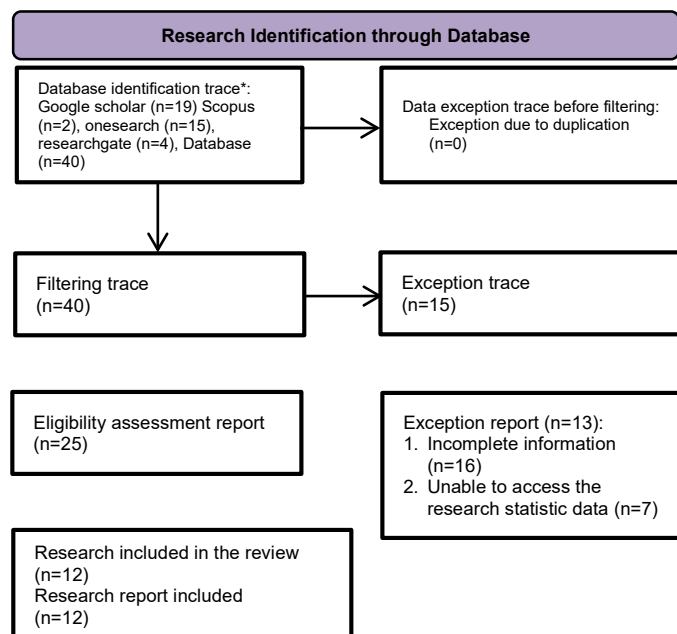 Research Identification through Database
Database identification trace*:
Google scholar (n=19) Scopus
(n=2), onesearch (n=15),
researchgate (n=4), Database
(n=40)
Data exception trace before filtering:
Exception due to duplication
(n=0)
Filtering trace
(n=40)
Exception trace
(n=15)
Eligibility assessment report
(n=25)
Exception report (n=13):
1. Incomplete information
(n=16)
2. Unable to access the
research statistic data (n=7)
Research included in the review
(n=12)
Research report included
(n=12)